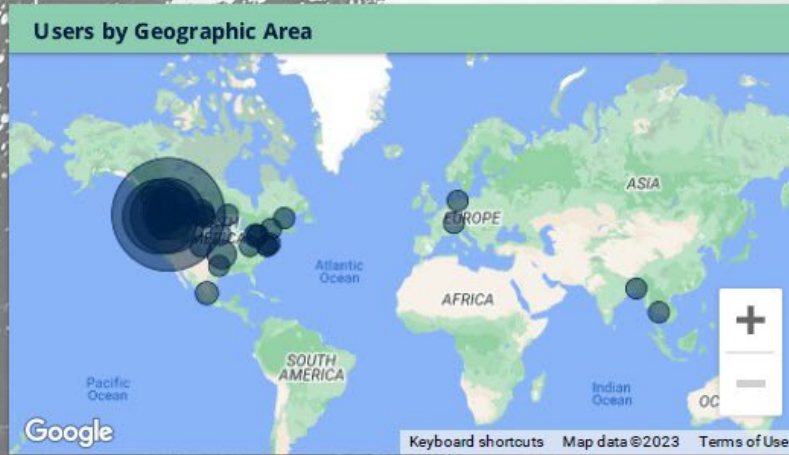 Users by Geographic Area
ASIA
EUROPE
Atlantic
Ocean
AFRICA
SOUTH
AMERICA
Pacific
Ocean
Indian
Ocean
OC
+
−
Google
Keyboard shortcuts Map data ©2023 Terms of Use